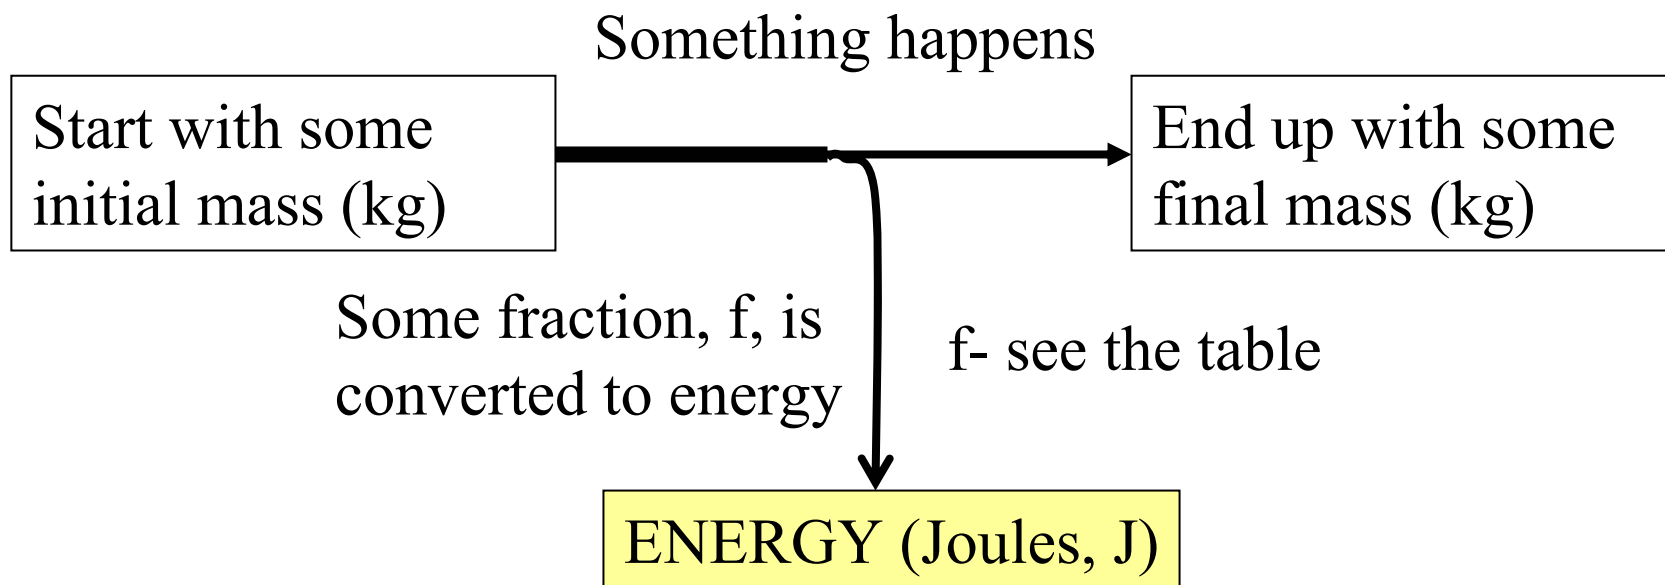 Something happens
Start with some
initial mass (kg)
End up with some
final mass (kg)
Some fraction, f, is
converted to energy
f- see the table
ENERGY (Joules, J)